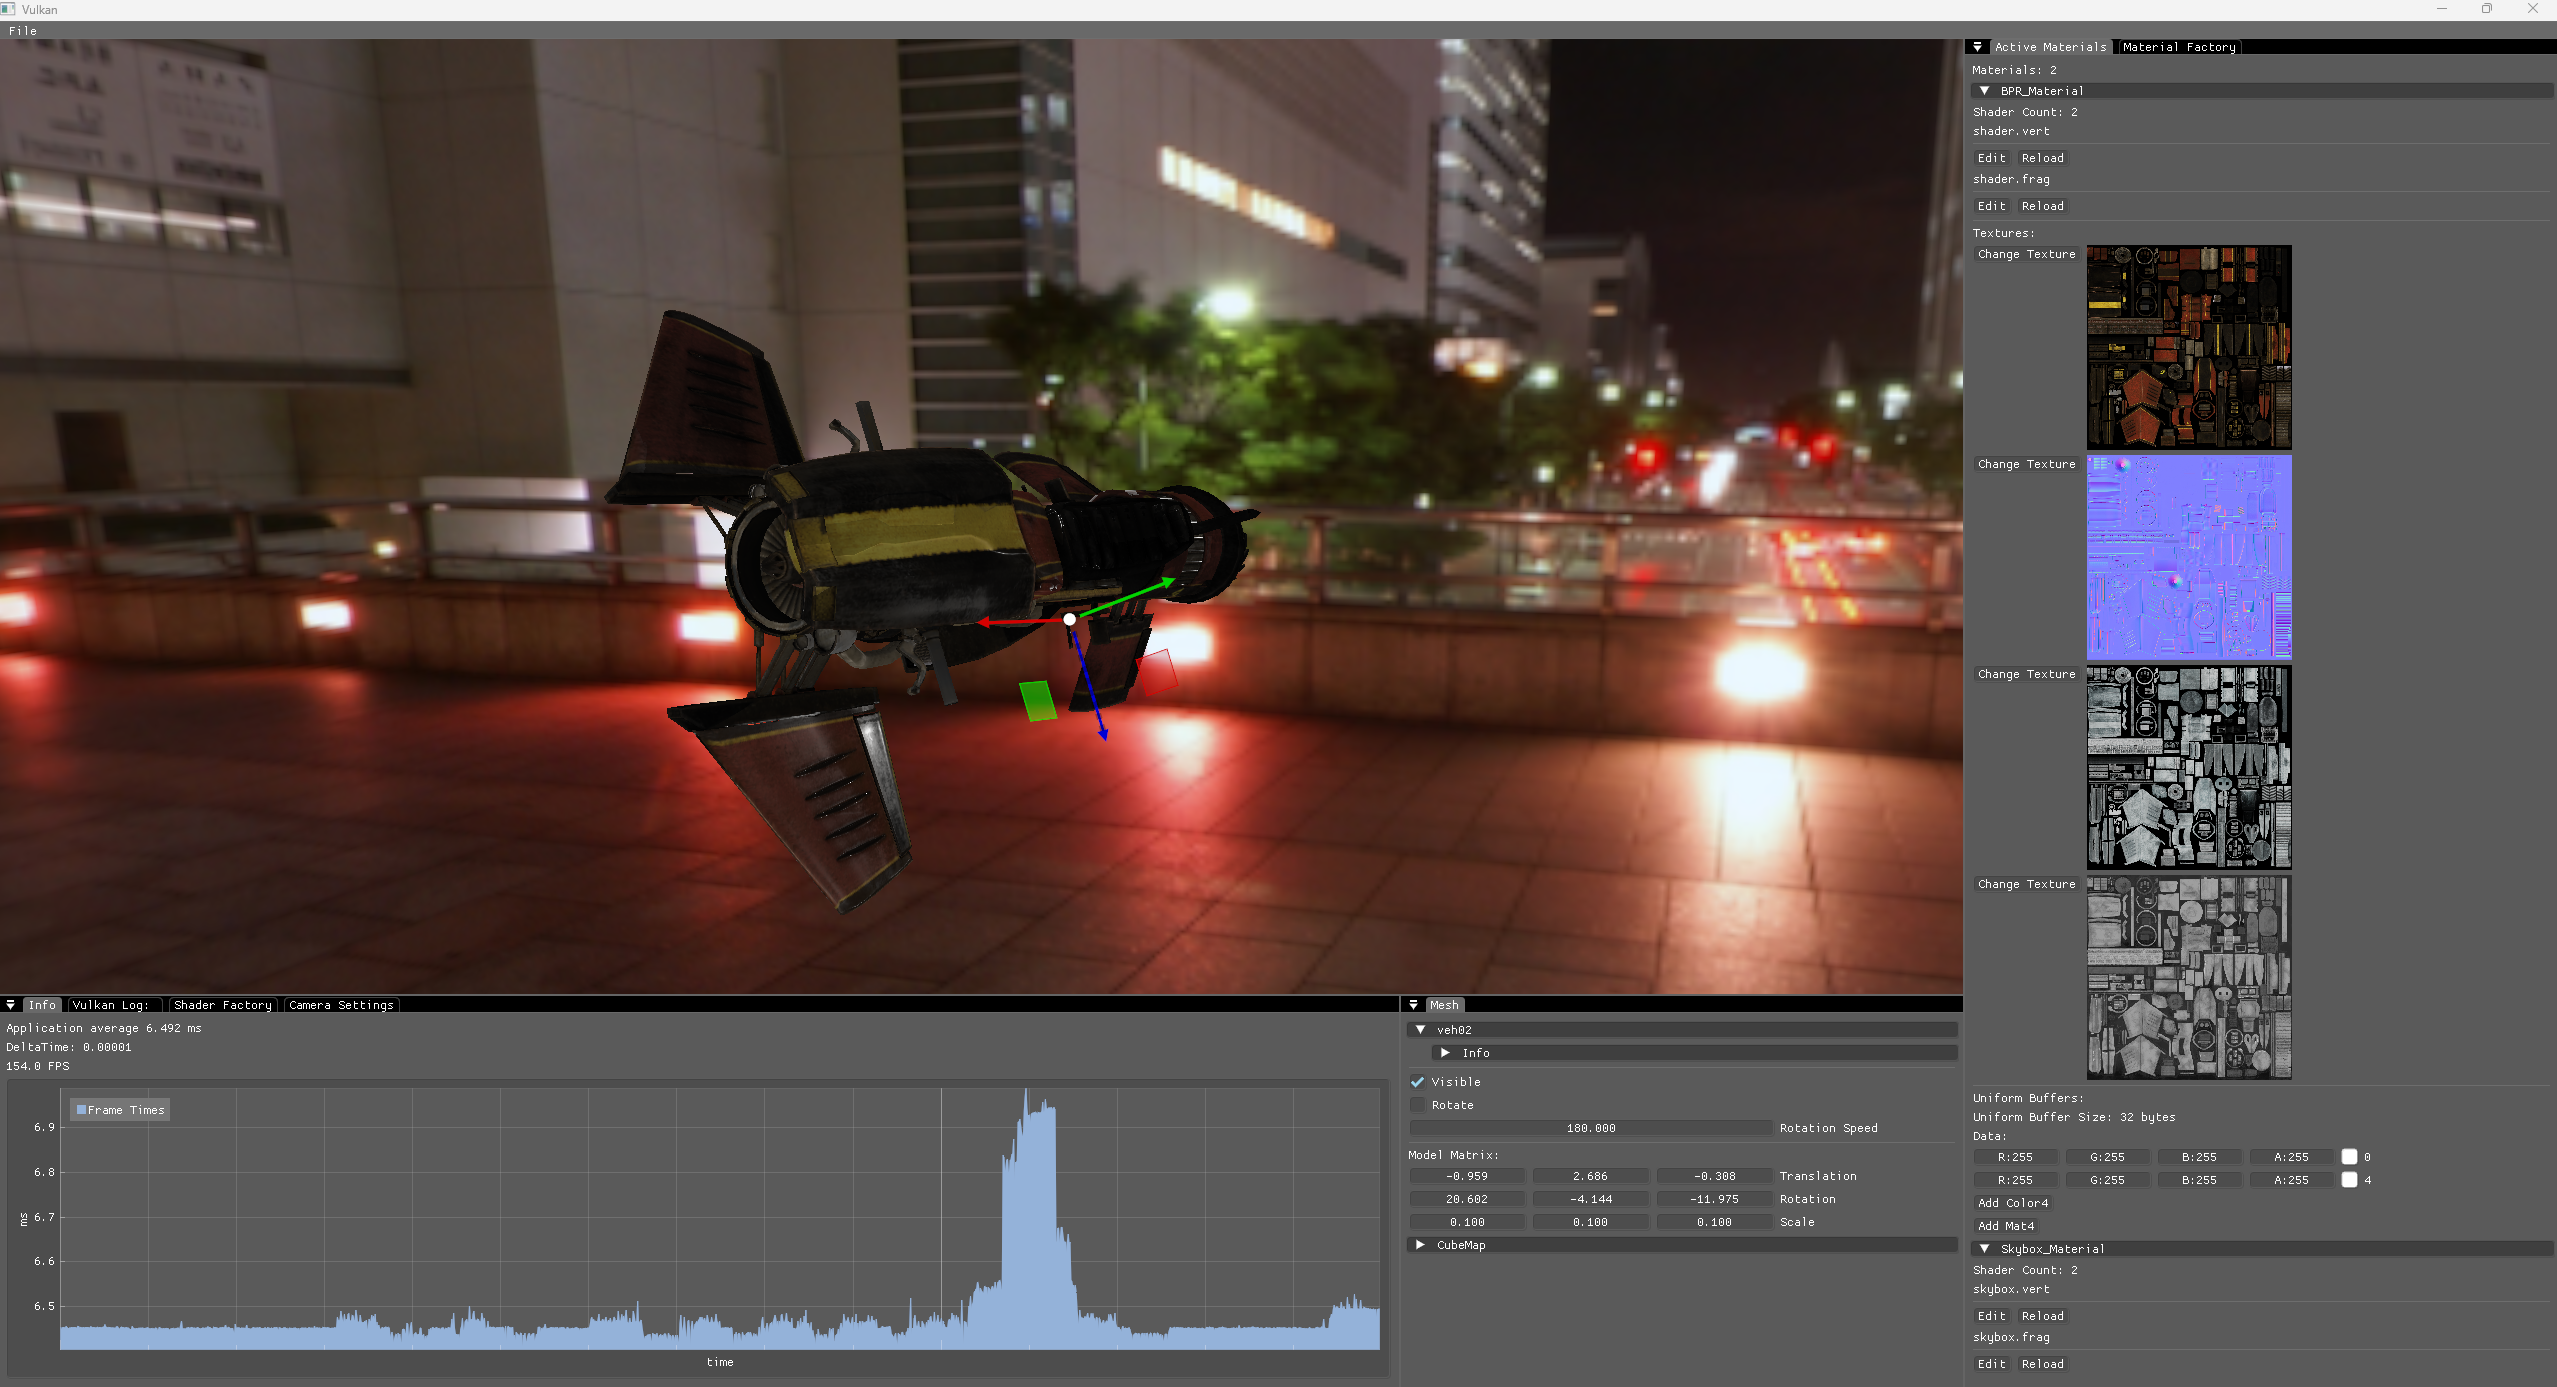 Vulkan
File
Active Materials
Material Factory
Materials: 2
BPR_Material
Shader Count: 2
shader.vert
Edit Reload
shader.frag
Edit Reload
Textures:
Change Texture
Change Texture
Change Texture
Change Texture
Uniform Buffers:
Uniform Buffer Size: 32 bytes
Data:
R:255 G:255 B:255 A:255 0
R:255 G:255 B:255 A:255 4
Add Color4
Add Mat4
Skybox_Material
Shader Count: 2
skybox.vert
Edit Reload
skybox.frag
Edit Reload
Info Vulkan Log: Shader Factory Camera Settings
Application average 6.492 ms
DeltaTime: 0.00001
154.0 FPS
Frame Times
6.9
6.8
6.7
6.6
6.5
ms
time
Mesh
veh02
Info
Visible
Rotate
180.000 Rotation Speed
Model Matrix:
-0.959 2.686 -0.308 Translation
20.602 -4.144 -11.975 Rotation
0.100 0.100 0.100 Scale
CubeMap